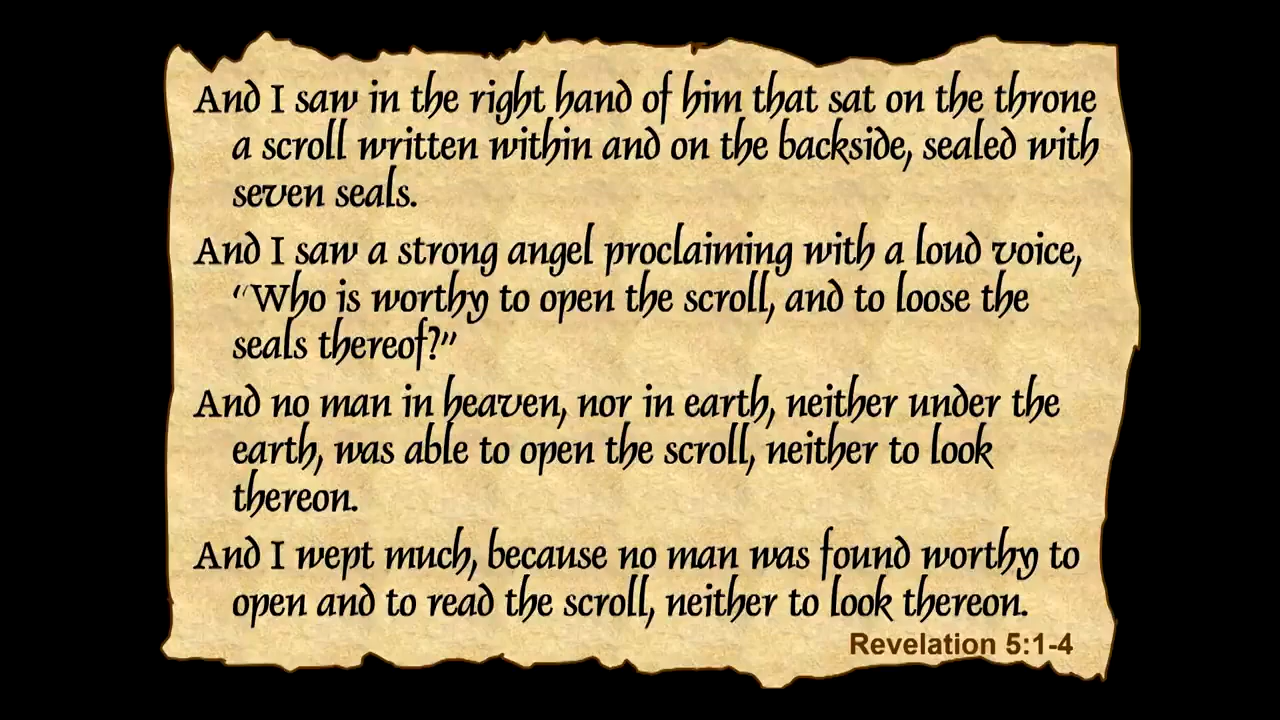 And I saw in the right hand of him that sat on the throne
a scroll written within and on the backside, sealed with
seven seals.
And I saw a strong angel proclaiming with a loud voice,
“Who is worthy to open the scroll, and to loose the
seals thereof?”
And no man in heaven, nor in earth, neither under the
earth, was able to open the scroll, neither to look
thereon.
And I wept much, because no man was found worthy to
open and to read the scroll, neither to look thereon.
Revelation 5:1-4